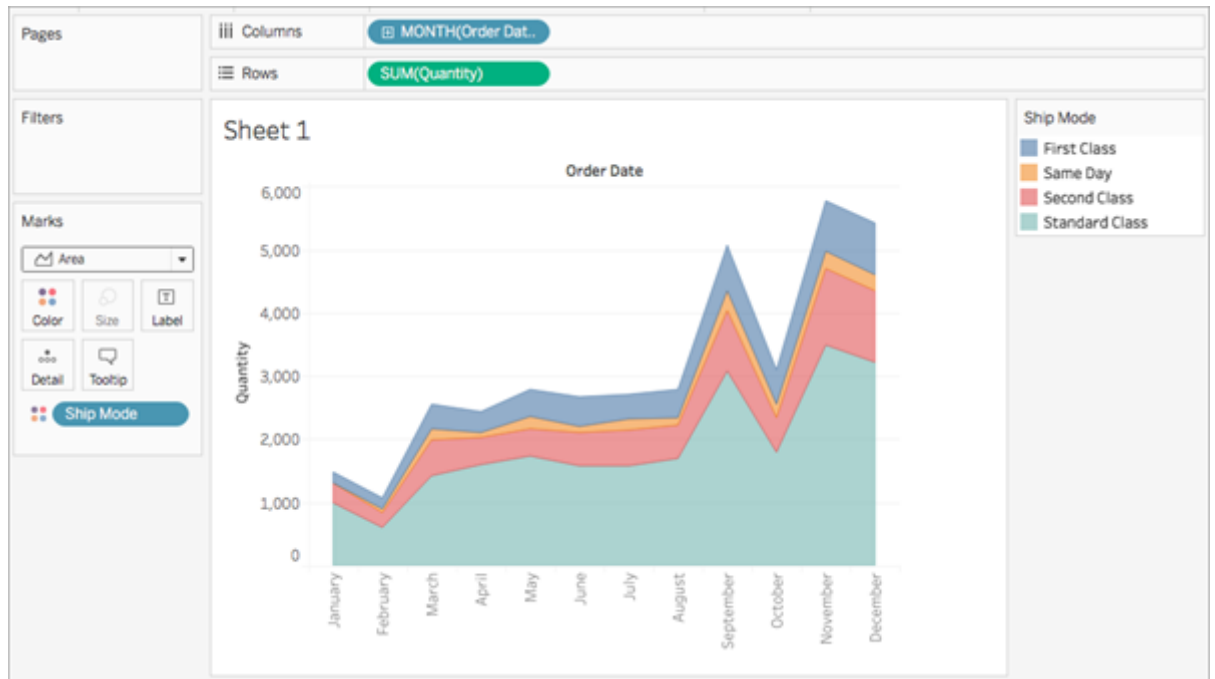 Pages
Columns
MONTH(Order Dat..
Rows
SUM(Quantity)
Filters
Marks
Area
Color
Size
Label
Detail
Tooltip
Ship Mode
Sheet 1
Order Date
Quantity
6,000
5,000
4,000
3,000
2,000
1,000
0
January
February
March
April
May
June
July
August
September
October
November
December
Ship Mode
First Class
Same Day
Second Class
Standard Class